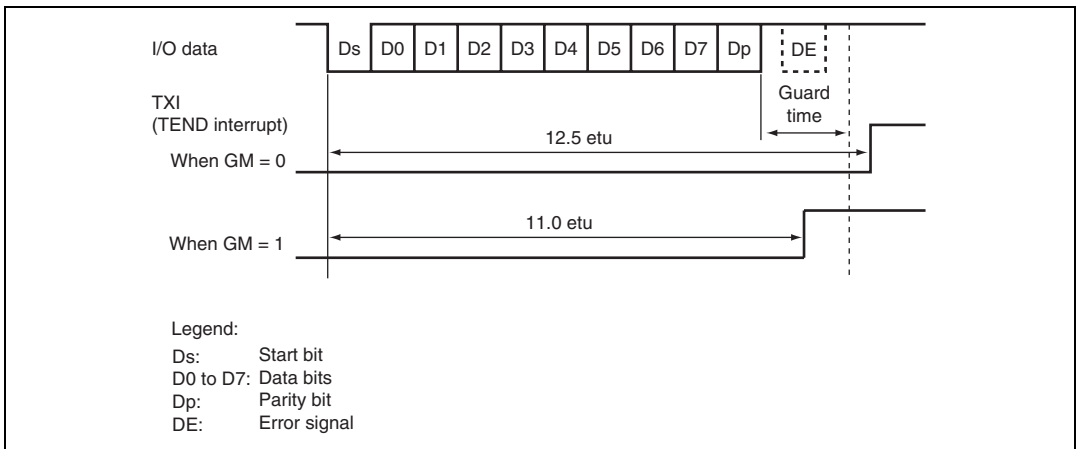 I/O data
Ds D0 D1 D2 D3 D4 D5 D6 D7 Dp DE
Guard
time
TXI
(TEND interrupt)
12.5 etu
When GM = 0
11.0 etu
When GM = 1
Legend:
Ds: Start bit
D0 to D7: Data bits
Dp: Parity bit
DE: Error signal